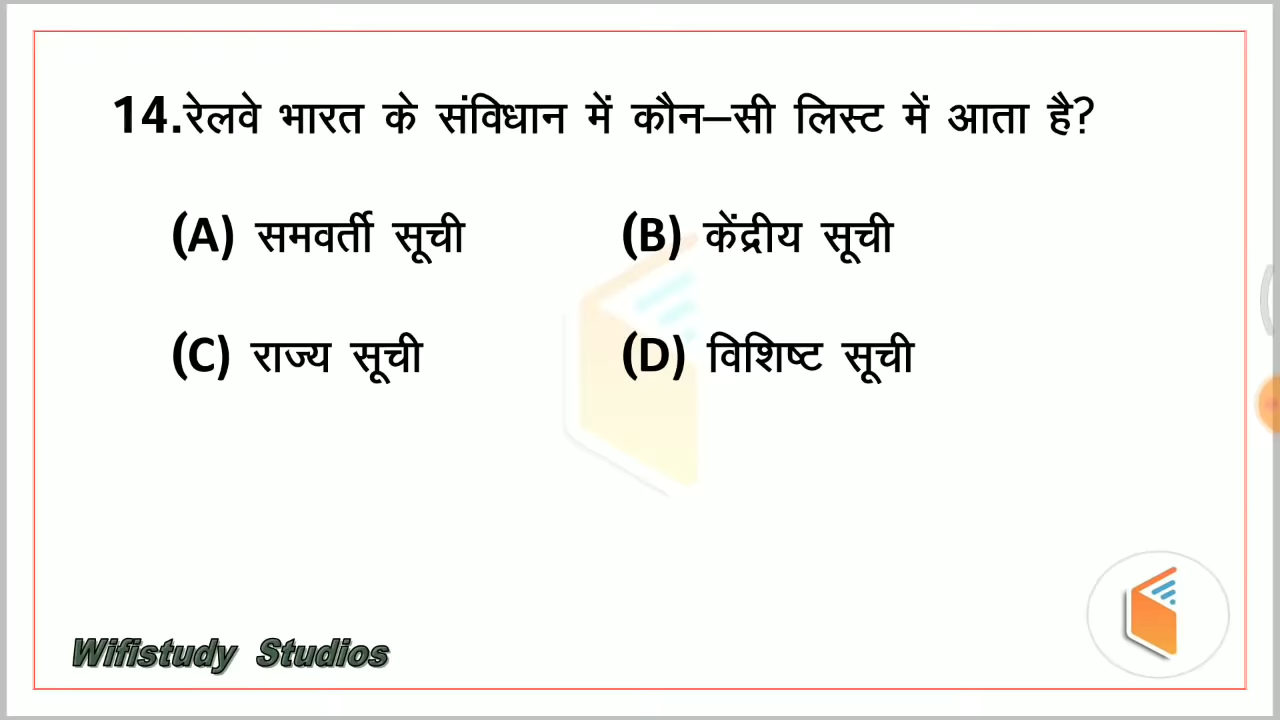 14.रेलवे भारत के संविधान में कौन–सी लिस्ट में आता है?
(A) समवर्ती सूची (B) केंद्रीय सूची
(C) राज्य सूची (D) विशिष्ट सूची
Wifistudy Studios